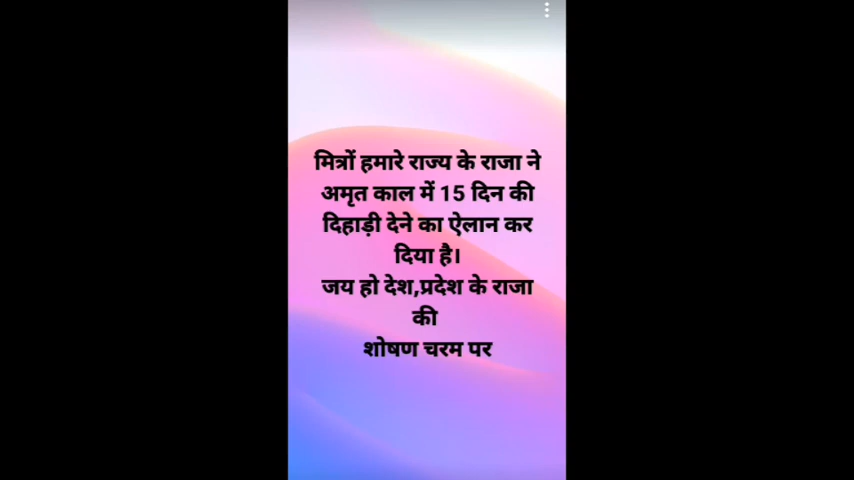 मित्रों हमारे राज्य के राजा ने
अमृत काल में 15 दिन की
दिहाड़ी देने का ऐलान कर
दिया है।
जय हो देश,प्रदेश के राजा
की
शोषण चरम पर